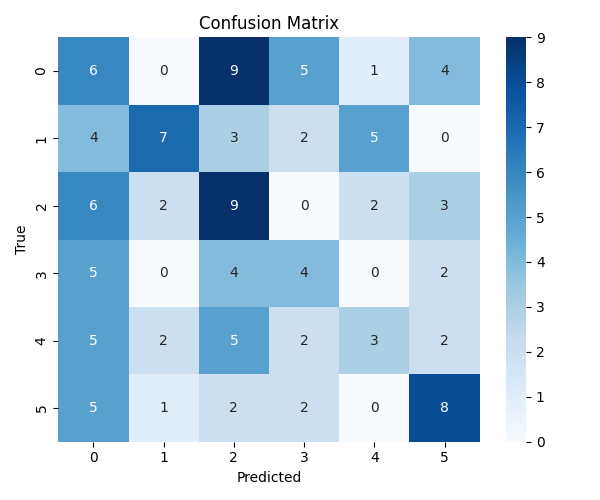 Confusion Matrix
True
0 6 0 9 5 1 4
1 4 7 3 2 5 0
2 6 2 9 0 2 3
3 5 0 4 4 0 2
4 5 2 5 2 3 2
5 5 1 2 2 0 8
0 1 2 3 4 5
Predicted
9
8
7
6
5
4
3
2
1
0